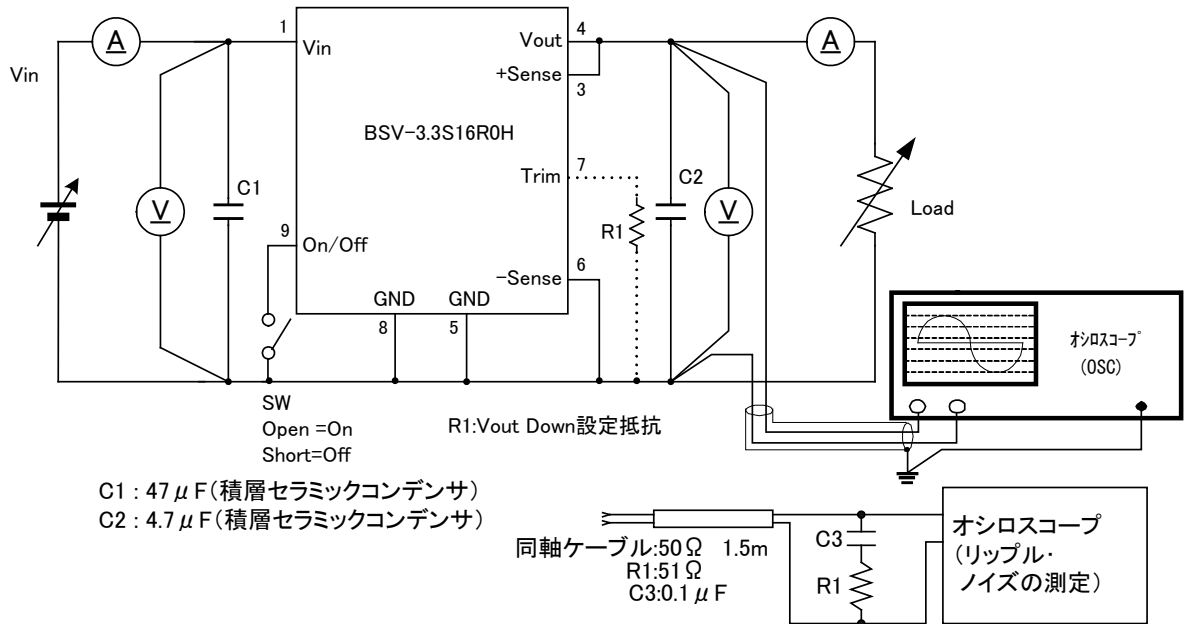 1
4
A
A
Vin
Vin
Vout
+Sense
3
BSV-3.3S16R0H
7
Trim
C1
C2
V
V
R1
Load
9
On/Off
6
-Sense
GND
GND
8
5
オシロスコープ
(OSC)
SW
Open =On
Short=Off
R1:Vout Down設定抵抗
C1 : 47μF(積層セラミックコンデンサ)
C2 : 4.7μF(積層セラミックコンデンサ)
同軸ケーブル:50Ω 1.5m
R1:51Ω
C3:0.1μF
C3
R1
オシロスコープ
(リップル・
ノイズの測定)